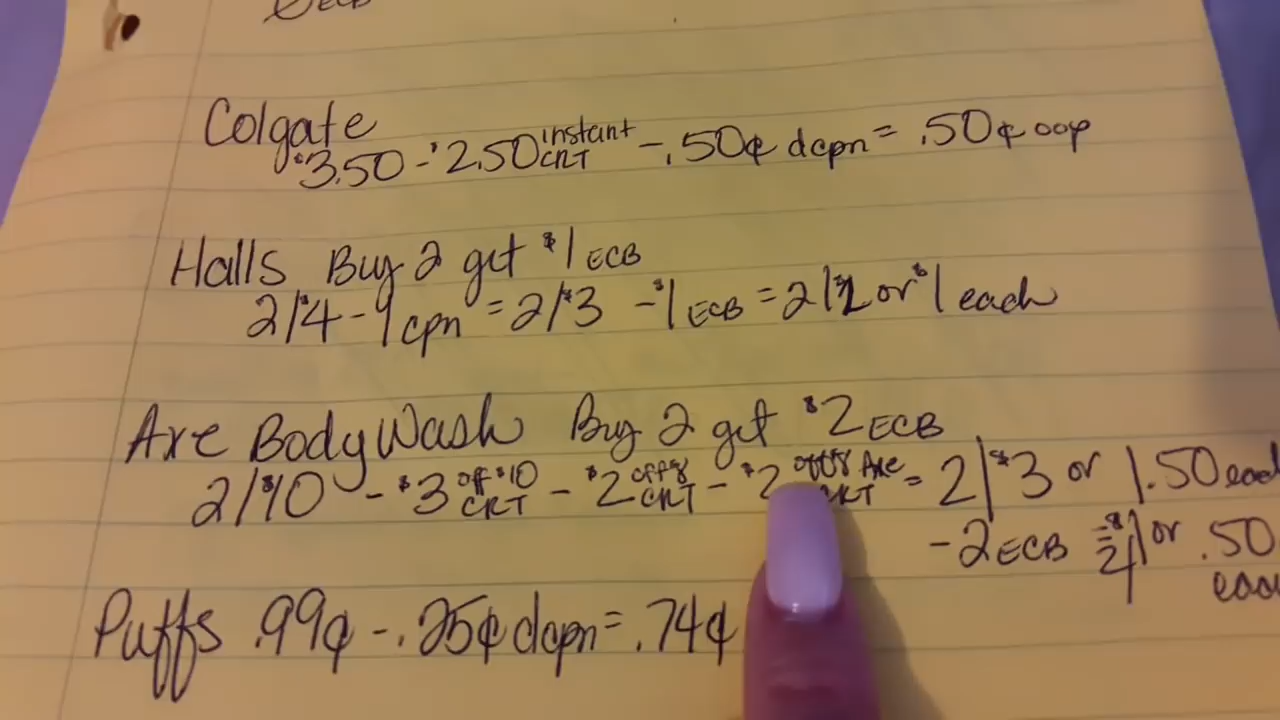 ECB
Colgate
$3.50 - $2.50 instant CRT - .50¢ dcpn = .50¢ oop
Halls Buy 2 get $1 ECB
2/$4 - 1 cpn = 2/$3 - $1 ECB = 2/$2 or $1 each
Axe Body Wash Buy 2 get $2 ECB
2/$10 - $3 off $10 CRT - $2 off 8 CRT - $2 off 8 Axe CRT = 2/$3 or 1.50 each
- 2 ECB = 2/$1 or .50
each
Puffs .99¢ - .25¢ dcpn = .74¢